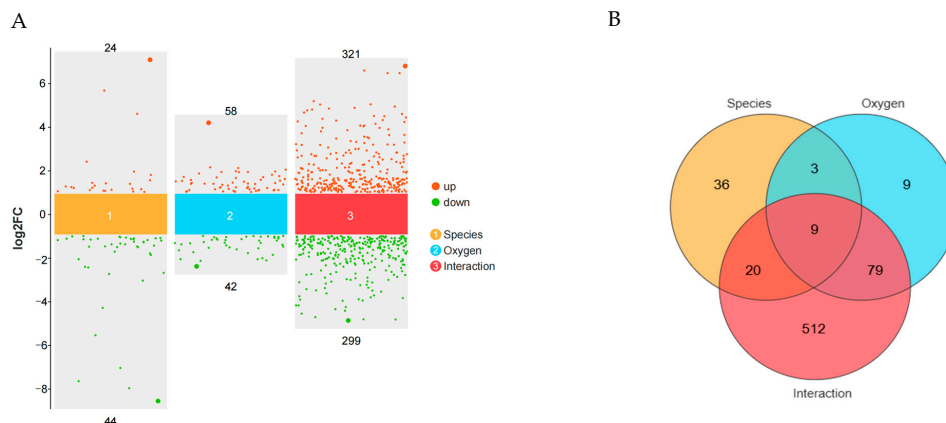 A
B
24
321
58
6
4
2
0
−2
−4
−6
−8
log2FC
1
2
3
42
299
44
up
down
1 Species
2 Oxygen
3 Interaction
Species
Oxygen
3
36
9
9
20
79
512
Interaction